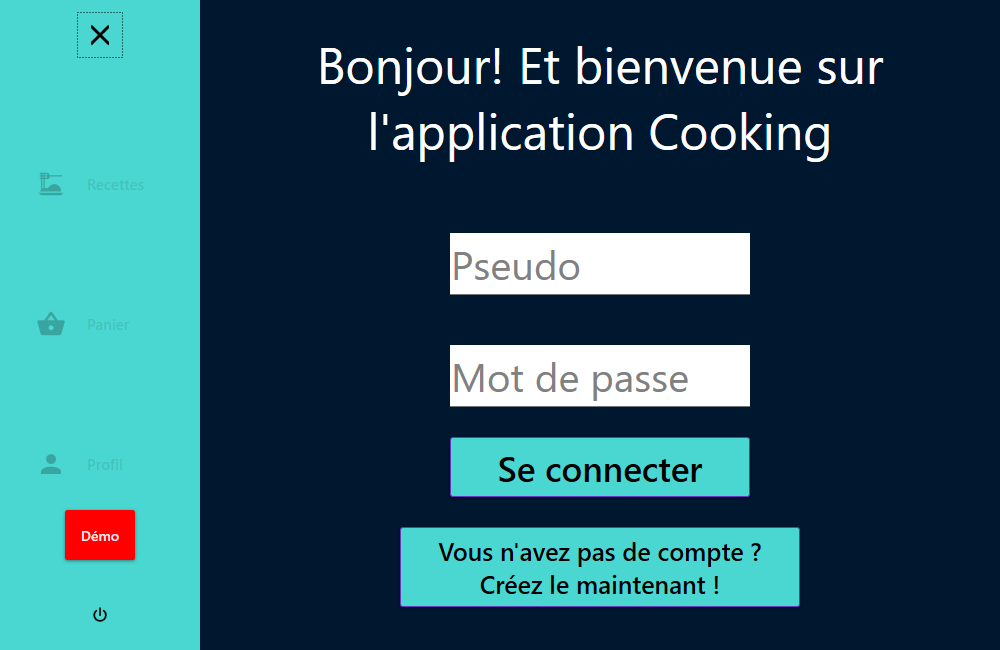 Recettes
Panier
Profil
Démo
Bonjour! Et bienvenue sur
l'application Cooking
Pseudo
Mot de passe
Se connecter
Vous n'avez pas de compte ?
Créez le maintenant !